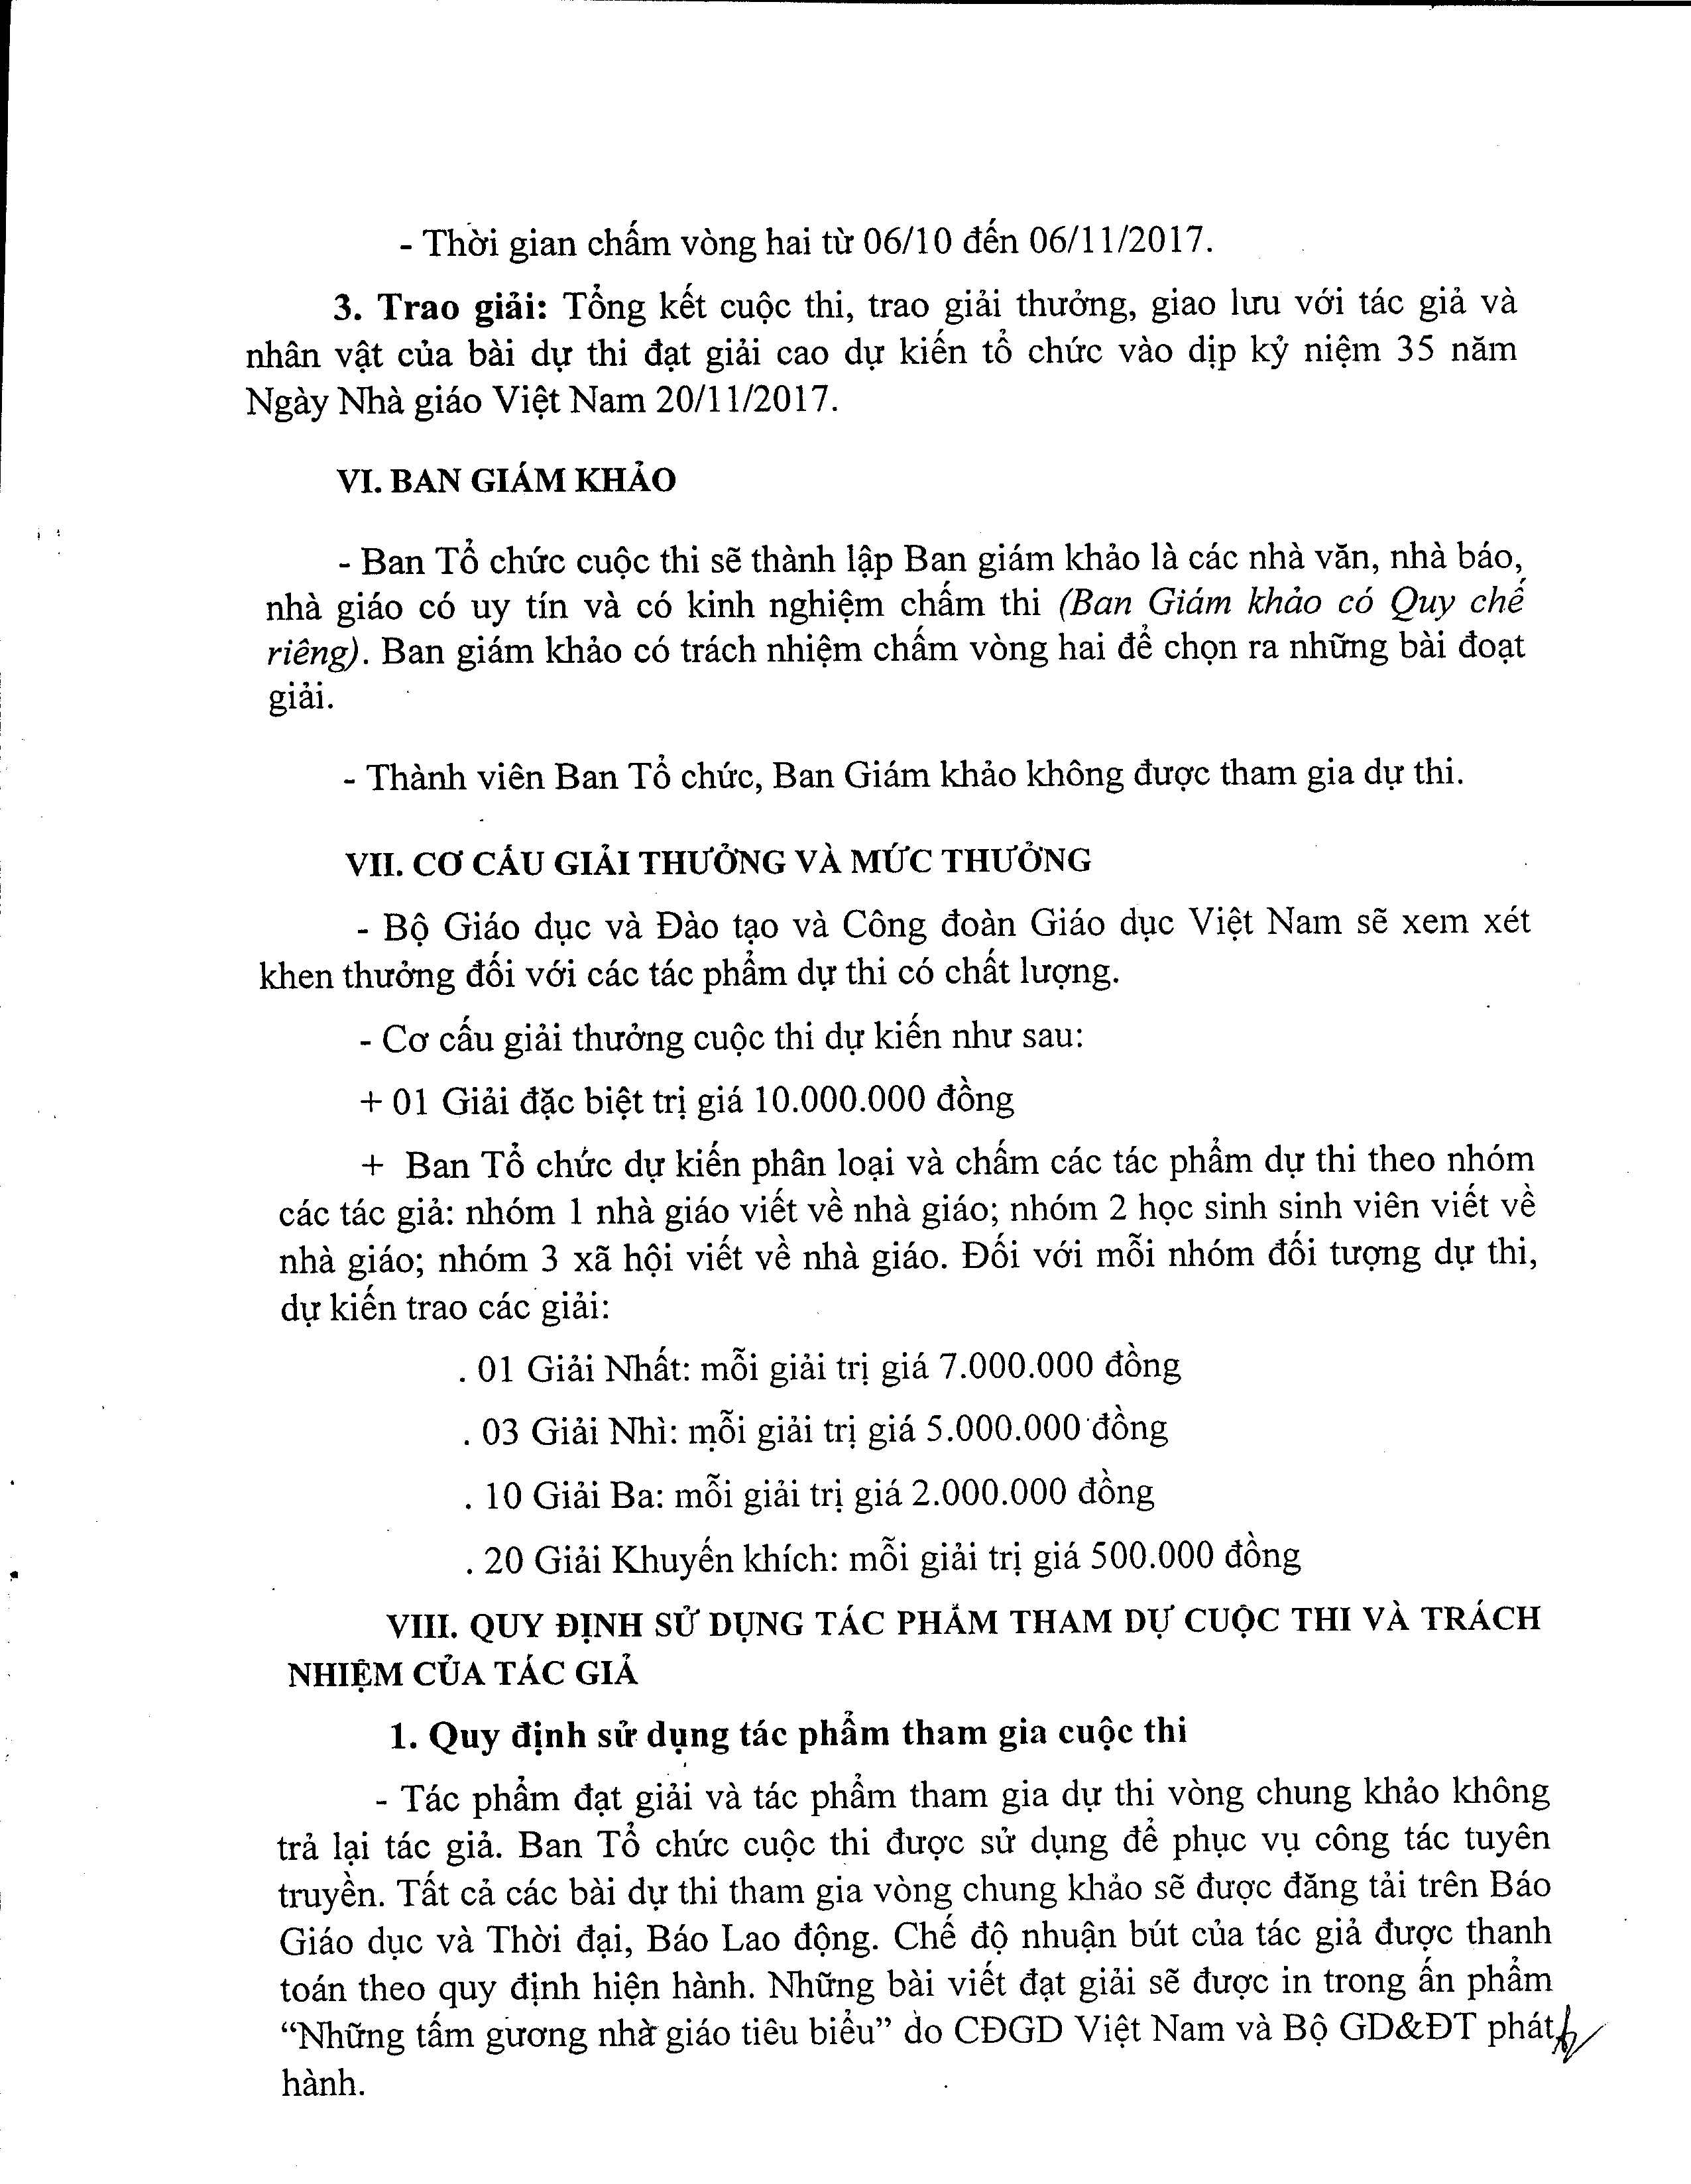 - Thời gian chấm vòng hai từ 06/10 đến 06/11/2017.
3. Trao giải: Tổng kết cuộc thi, trao giải thưởng, giao lưu với tác giả và
nhân vật của bài dự thi đạt giải cao dự kiến tổ chức vào dịp kỷ niệm 35 năm
Ngày Nhà giáo Việt Nam 20/11/2017.
VI. BAN GIÁM KHẢO
- Ban Tổ chức cuộc thi sẽ thành lập Ban giám khảo là các nhà văn, nhà báo,
nhà giáo có uy tín và có kinh nghiệm chấm thi (Ban Giám khảo có Quy chế
riêng). Ban giám khảo có trách nhiệm chấm vòng hai để chọn ra những bài đoạt
giải.
- Thành viên Ban Tổ chức, Ban Giám khảo không được tham gia dự thi.
VII. CƠ CẤU GIẢI THƯỞNG VÀ MỨC THƯỞNG
- Bộ Giáo dục và Đào tạo và Công đoàn Giáo dục Việt Nam sẽ xem xét
khen thưởng đối với các tác phẩm dự thi có chất lượng.
- Cơ cấu giải thưởng cuộc thi dự kiến như sau:
+ 01 Giải đặc biệt trị giá 10.000.000 đồng
+ Ban Tổ chức dự kiến phân loại và chấm các tác phẩm dự thi theo nhóm
các tác giả: nhóm 1 nhà giáo viết về nhà giáo; nhóm 2 học sinh sinh viên viết về
nhà giáo; nhóm 3 xã hội viết về nhà giáo. Đối với mỗi nhóm đối tượng dự thi,
dự kiến trao các giải:
. 01 Giải Nhất: mỗi giải trị giá 7.000.000 đồng
. 03 Giải Nhì: mỗi giải trị giá 5.000.000 đồng
. 10 Giải Ba: mỗi giải trị giá 2.000.000 đồng
. 20 Giải Khuyến khích: mỗi giải trị giá 500.000 đồng
VIII. QUY ĐỊNH SỬ DỤNG TÁC PHẨM THAM DỰ CUỘC THI VÀ TRÁCH
NHIỆM CỦA TÁC GIẢ
1. Quy định sử dụng tác phẩm tham gia cuộc thi
- Tác phẩm đạt giải và tác phẩm tham gia dự thi vòng chung khảo không
trả lại tác giả. Ban Tổ chức cuộc thi được sử dụng để phục vụ công tác tuyên
truyền. Tất cả các bài dự thi tham gia vòng chung khảo sẽ được đăng tải trên Báo
Giáo dục và Thời đại, Báo Lao động. Chế độ nhuận bút của tác giả được thanh
toán theo quy định hiện hành. Những bài viết đạt giải sẽ được in trong ấn phẩm
“Những tấm gương nhà giáo tiêu biểu” do CĐGD Việt Nam và Bộ GD&ĐT phát
hành.